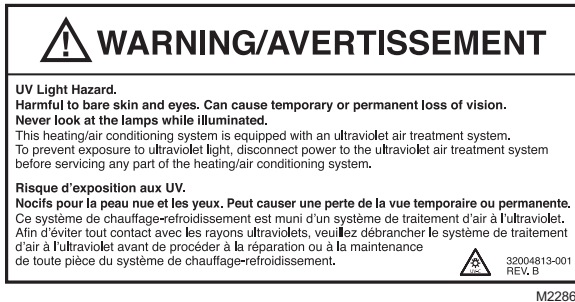 WARNING/AVERTISSEMENT
UV Light Hazard.
Harmful to bare skin and eyes. Can cause temporary or permanent loss of vision.
Never look at the lamps while illuminated.
This heating/air conditioning system is equipped with an ultraviolet air treatment system.
To prevent exposure to ultraviolet light, disconnect power to the ultraviolet air treatment system
before servicing any part of the heating/air conditioning system.
Risque d'exposition aux UV.
Nocifs pour la peau nue et les yeux. Peut causer une perte de la vue temporaire ou permanente.
Ce système de chauffage-refroidissement est muni d'un système de traitement d'air à l'ultraviolet.
Afin d'éviter tout contact avec les rayons ultraviolets, veuillez débrancher le système de traitement
d'air à l'ultraviolet avant de procéder à la réparation ou à la maintenance
de toute pièce du système de chauffage-refroidissement.
32004813-001
REV. B
M2286